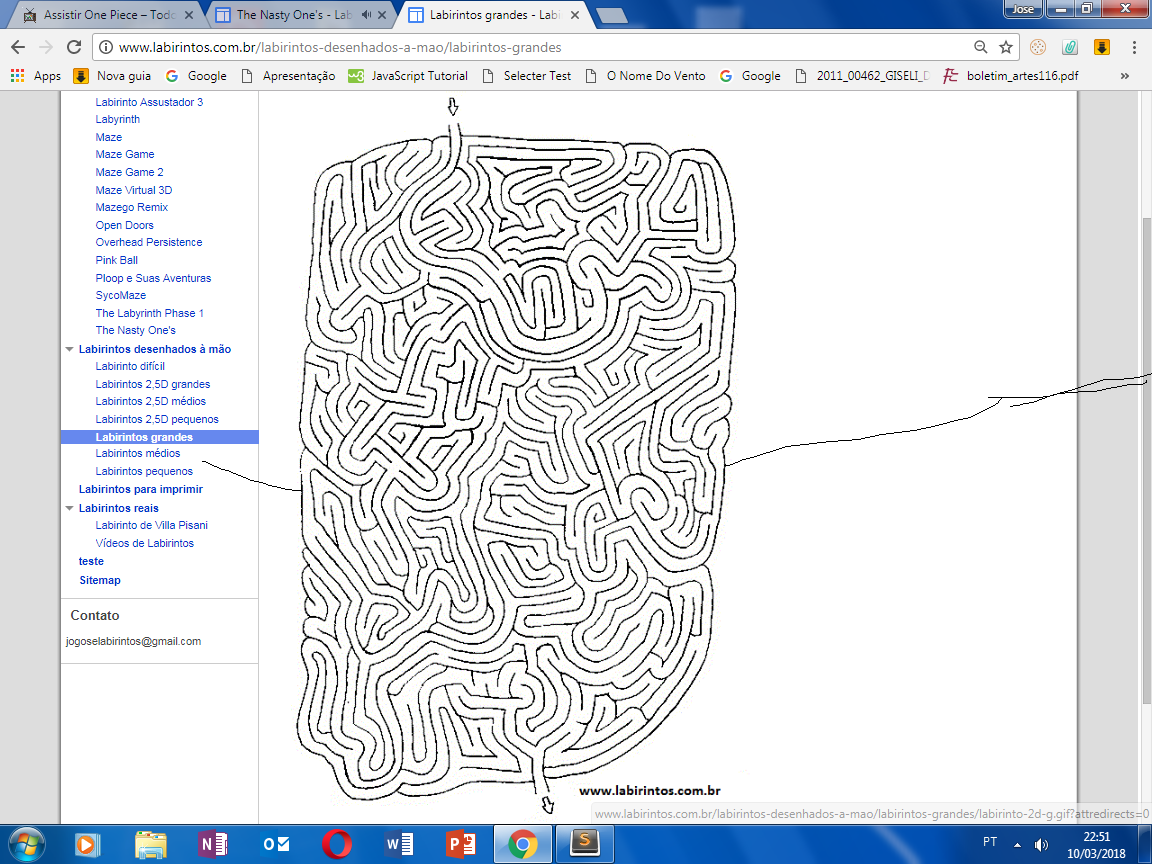 Assistir One Piece – Todo
The Nasty One's - Lab
Labirintos grandes - Labi
Jose
www.labirintos.com.br/labirintos-desenhados-a-mao/labirintos-grandes
Apps
Nova guia
Google
Apresentação
JavaScript Tutorial
Selecter Test
O Nome Do Vento
Google
2011_00462_GISELI_D
boletim_artes116.pdf
»
Labirinto Assustador 3
Labyrinth
Maze
Maze Game
Maze Game 2
Maze Virtual 3D
Mazego Remix
Open Doors
Overhead Persistence
Pink Ball
Ploop e Suas Aventuras
SycoMaze
The Labyrinth Phase 1
The Nasty One's
Labirintos desenhados à mão
Labirinto difícil
Labirintos 2,5D grandes
Labirintos 2,5D médios
Labirintos 2,5D pequenos
Labirintos grandes
Labirintos médios
Labirintos pequenos
Labirintos para imprimir
Labirintos reais
Labirinto de Villa Pisani
Vídeos de Labirintos
teste
Sitemap
Contato
jogoselabirintos@gmail.com
www.labirintos.com.br
www.labirintos.com.br/labirintos-desenhados-a-mao/labirintos-grandes/labirinto-2d-g.gif?attredirects=0
PT
22:51
10/03/2018